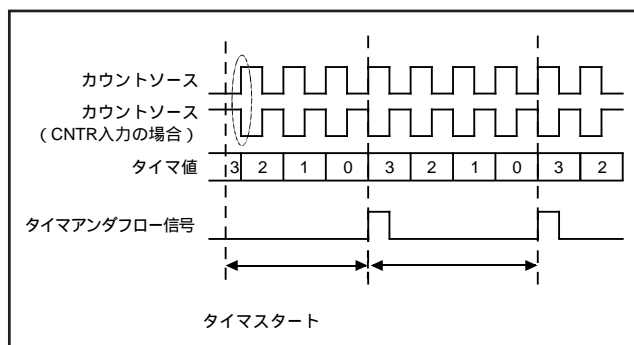 カウントソース
カウントソース
(CNTR入力の場合)
タイマ値 3 2 1 0 3 2 1 0 3 2
タイマアンダフロー信号
タイマスタート